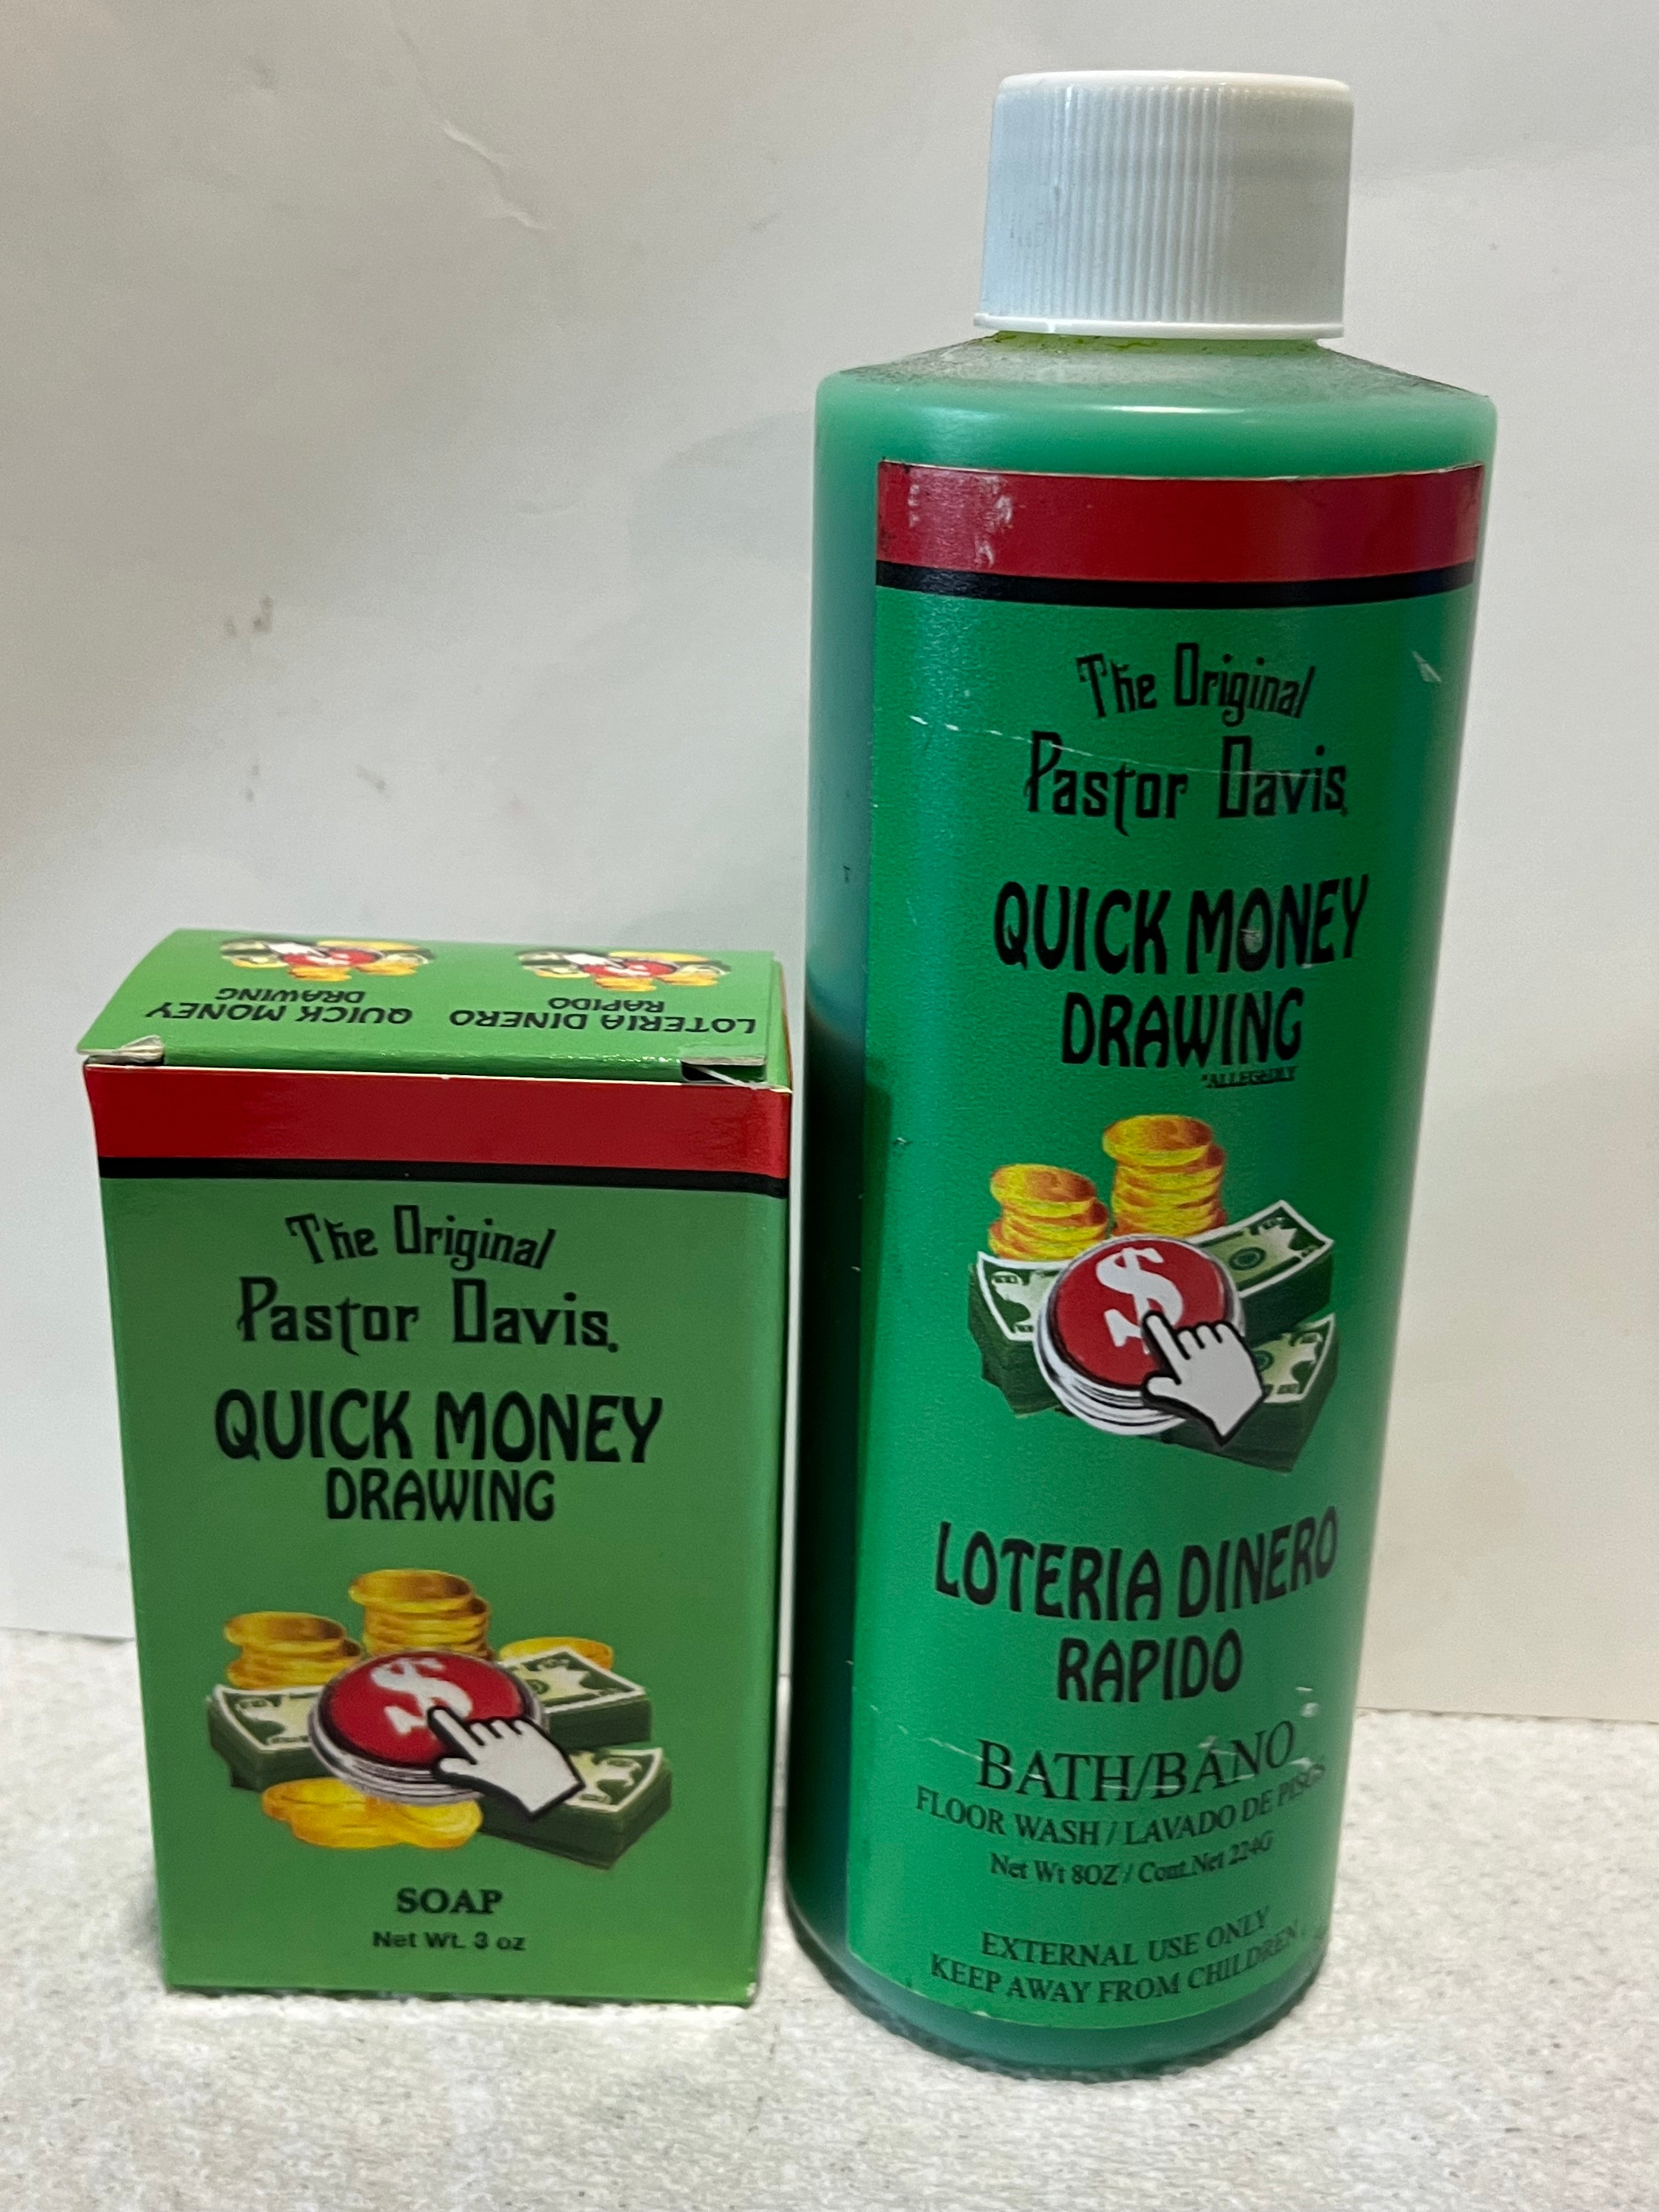 QUICK MONEY
DRAWING
LOTERIA DINERO
RAPIDO
The Original
Pastor Davis
QUICK MONEY
DRAWING
SOAP
Net Wt. 3 oz
The Original
Pastor Davis
QUICK MONEY
DRAWING
*ALLEGEDLY
LOTERIA DINERO
RAPIDO
BATH/BANO
FLOOR WASH / LAVADO DE PISOS
Net Wt 8OZ / Cont.Net 224G
EXTERNAL USE ONLY
KEEP AWAY FROM CHILDREN